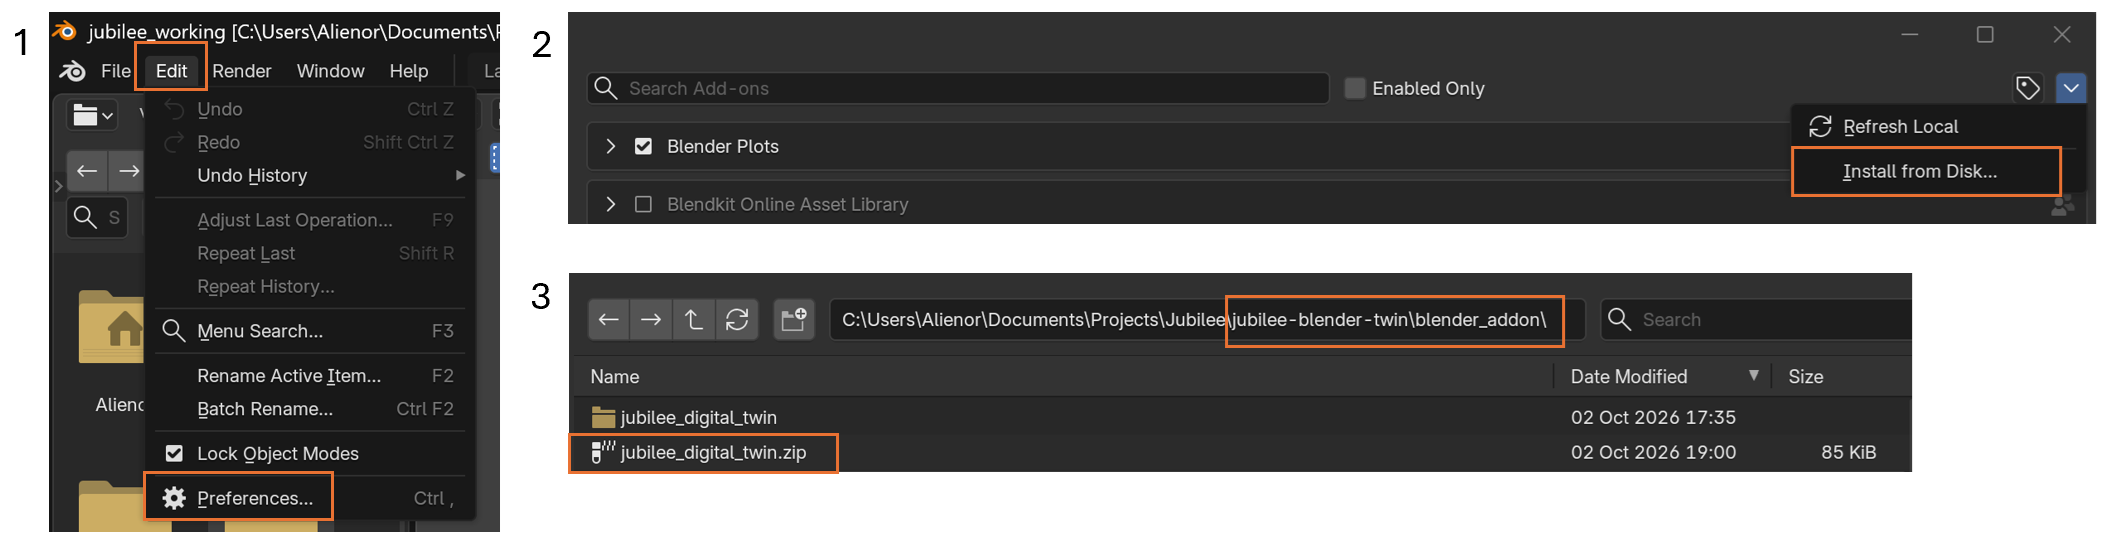 1
jubilee_working [C:\Users\Alienor\Documents\
File Edit Render Window Help
Undo Ctrl Z
Redo Shift Ctrl Z
Undo History
S
Adjust Last Operation... F9
Repeat Last Shift R
Repeat History...
Menu Search... F3
Rename Active Item... F2
Batch Rename... Ctrl F2
Lock Object Modes
Preferences... Ctrl ,
2
Search Add-ons
Enabled Only
Refresh Local
Blender Plots
Install from Disk...
Blendkit Online Asset Library
3
C:\Users\Alienor\Documents\Projects\Jubilee\jubilee-blender-twin\blender_addon\
Search
Name Date Modified Size
jubilee_digital_twin 02 Oct 2026 17:35
jubilee_digital_twin.zip 02 Oct 2026 19:00 85 KiB